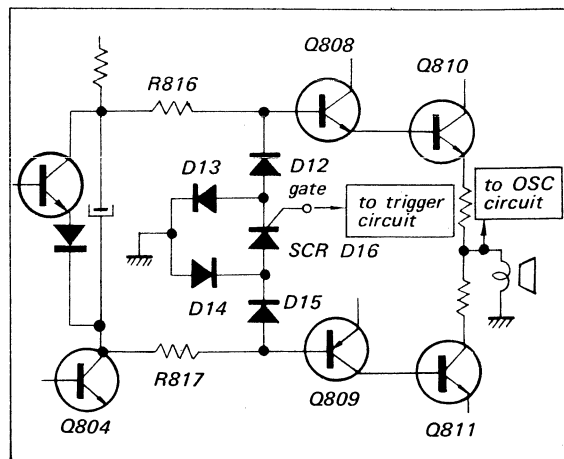 Q808
R816
Q810
D13
D12
gate
to trigger
circuit
to OSC
circuit
SCR D16
D14
D15
R817
Q804
Q809
Q811